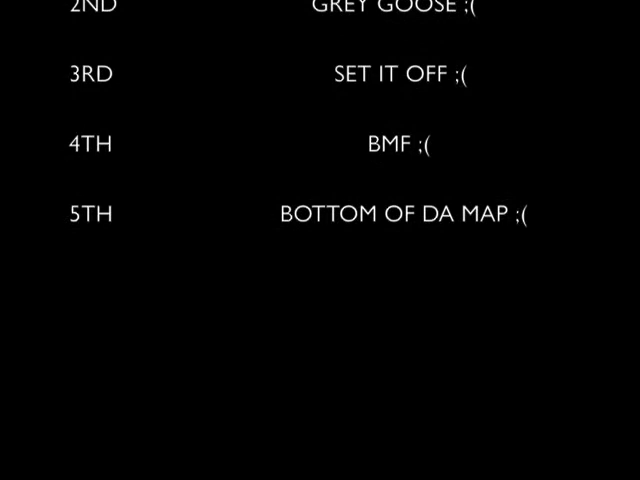 2ND GREY GOOSE ;(
3RD SET IT OFF ;(
4TH BMF ;(
5TH BOTTOM OF DA MAP ;(